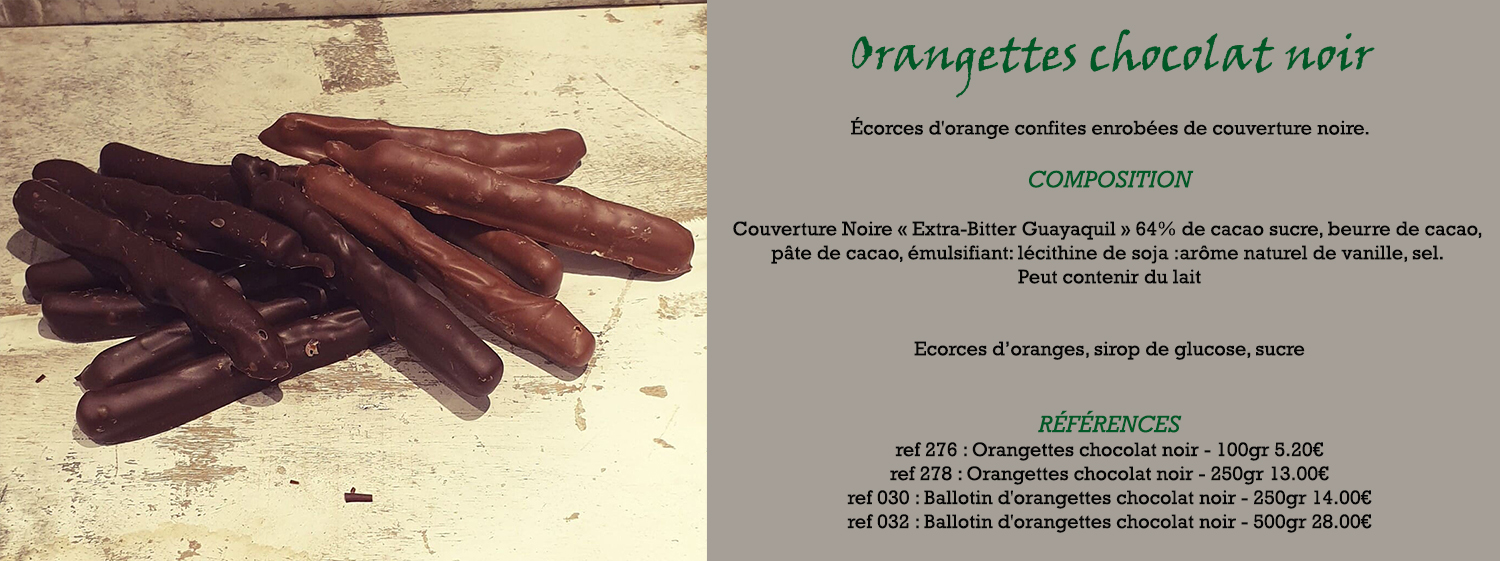 Orangettes chocolat noir
Écorces d'orange confites enrobées de couverture noire.
COMPOSITION
Couverture Noire « Extra-Bitter Guayaquil » 64% de cacao sucre, beurre de cacao,
pâte de cacao, émulsifiant: lécithine de soja :arôme naturel de vanille, sel.
Peut contenir du lait
Ecorces d’oranges, sirop de glucose, sucre
RÉFÉRENCES
ref 276 : Orangettes chocolat noir - 100gr 5.20€
ref 278 : Orangettes chocolat noir - 250gr 13.00€
ref 030 : Ballotin d'orangettes chocolat noir - 250gr 14.00€
ref 032 : Ballotin d'orangettes chocolat noir - 500gr 28.00€